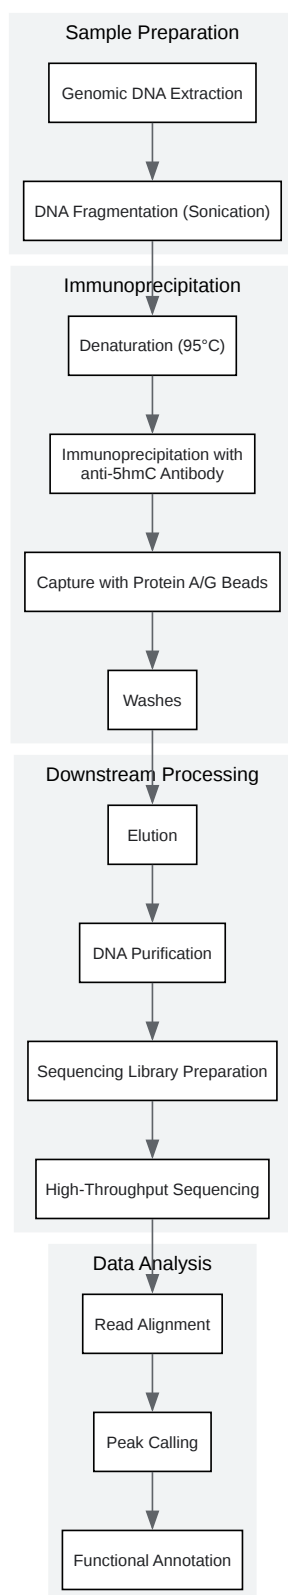 Sample Preparation
Genomic DNA Extraction
DNA Fragmentation (Sonication)
Immunoprecipitation
Denaturation (95°C)
Immunoprecipitation with
anti-5hmC Antibody
Capture with Protein A/G Beads
Washes
Downstream Processing
Elution
DNA Purification
Sequencing Library Preparation
High-Throughput Sequencing
Data Analysis
Read Alignment
Peak Calling
Functional Annotation